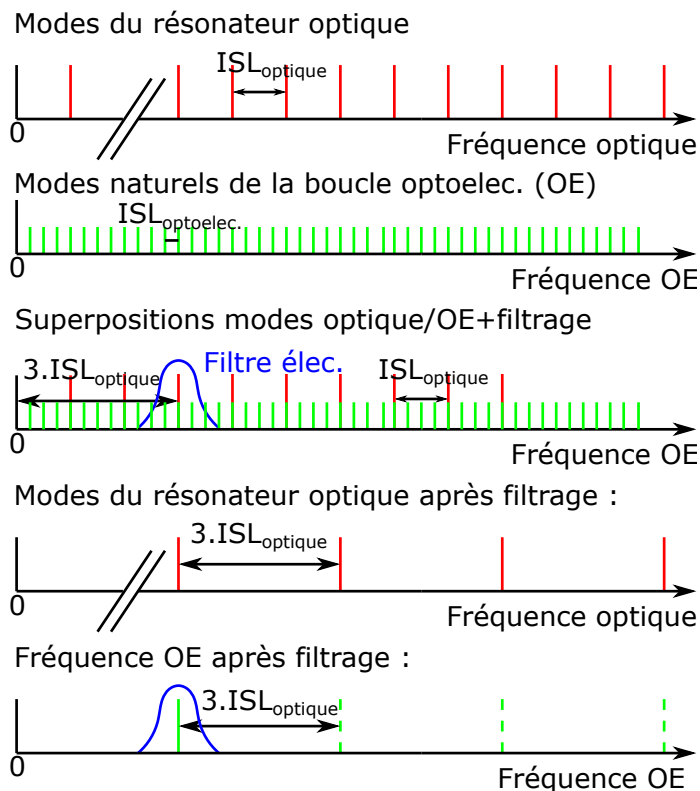 Modes du résonateur optique
ISLoptique
0
Fréquence optique
Modes naturels de la boucle optoelec. (OE)
ISLoptoelec.
0
Fréquence OE
Superpositions modes optique/OE+filtrage
3.ISLoptique
Filtre élec.
ISLoptique
0
Fréquence OE
Modes du résonateur optique après filtrage :
3.ISLoptique
0
Fréquence optique
Fréquence OE après filtrage :
3.ISLoptique
0
Fréquence OE